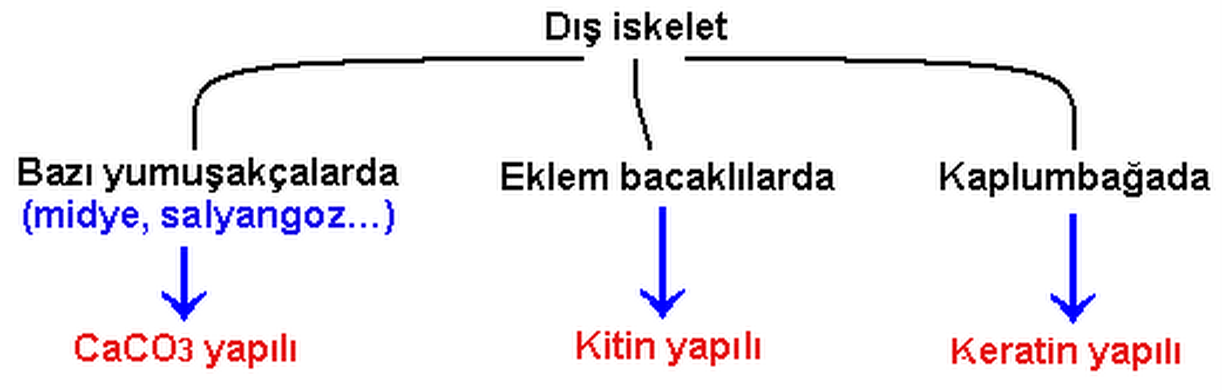 Dış iskelet
Bazı yumuşakçalarda
(midye, salyangoz...)
CaCO3 yapılı
Eklem bacaklılarda
Kitin yapılı
Kaplumbağada
Keratin yapılı